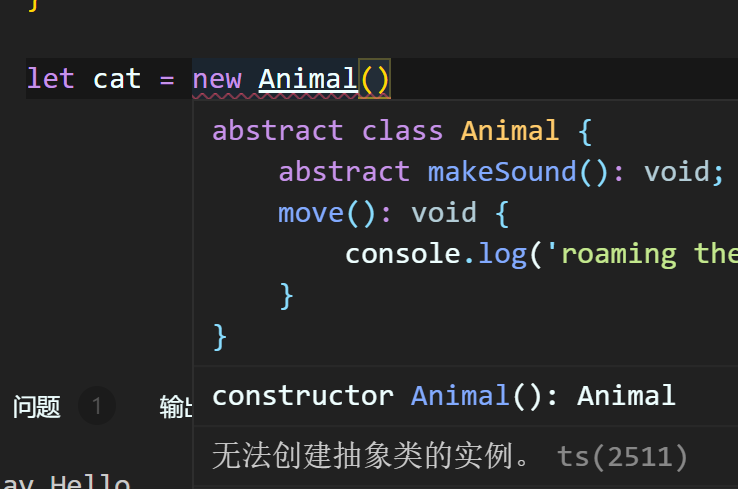 }
let cat = new Animal()
abstract class Animal {
abstract makeSound(): void;
move(): void {
console.log('roaming the
}
}
constructor Animal(): Animal
问题 1 输出
无法创建抽象类的实例。 ts(2511)
ay Hello